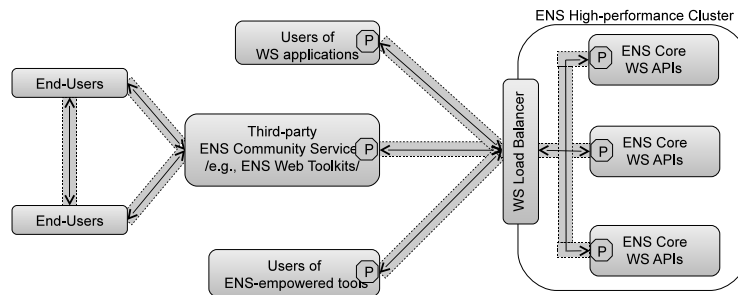 ENS High-performance Cluster
Users of
WS applications
P
ENS Core
WS APIs
P
End-Users
Third-party
ENS Community Service
/e.g., ENS Web Toolkits/
P
WS Load Balancer
ENS Core
WS APIs
P
End-Users
Users of
ENS-empowered tools
P
ENS Core
WS APIs
P